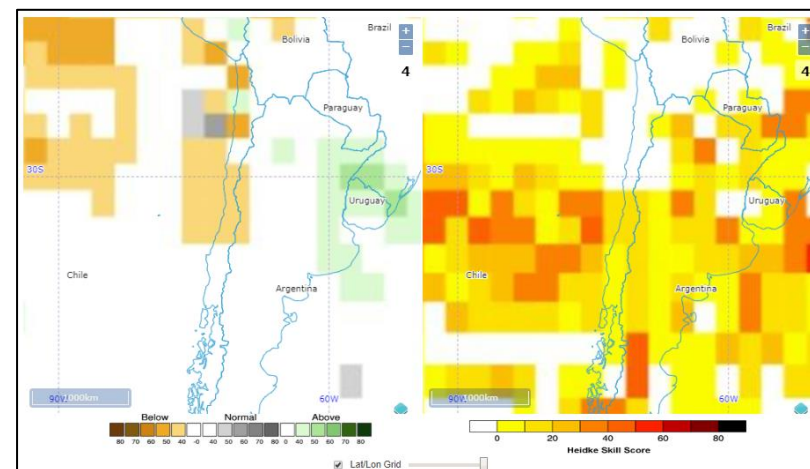 Bolivia
Brazil
+
−
4
Paraguay
30S
Uruguay
Chile
Argentina
90W
1000km
60W
Below Normal Above
80 70 60 50 40 0 40 50 60 70 80 0 40 50 60 70 80
Bolivia
Brazil
+
−
4
Paraguay
30S
Uruguay
Chile
Argentina
90W
1000km
60W
0 20 40 60 80
Heidke Skill Score
Lat/Lon Grid